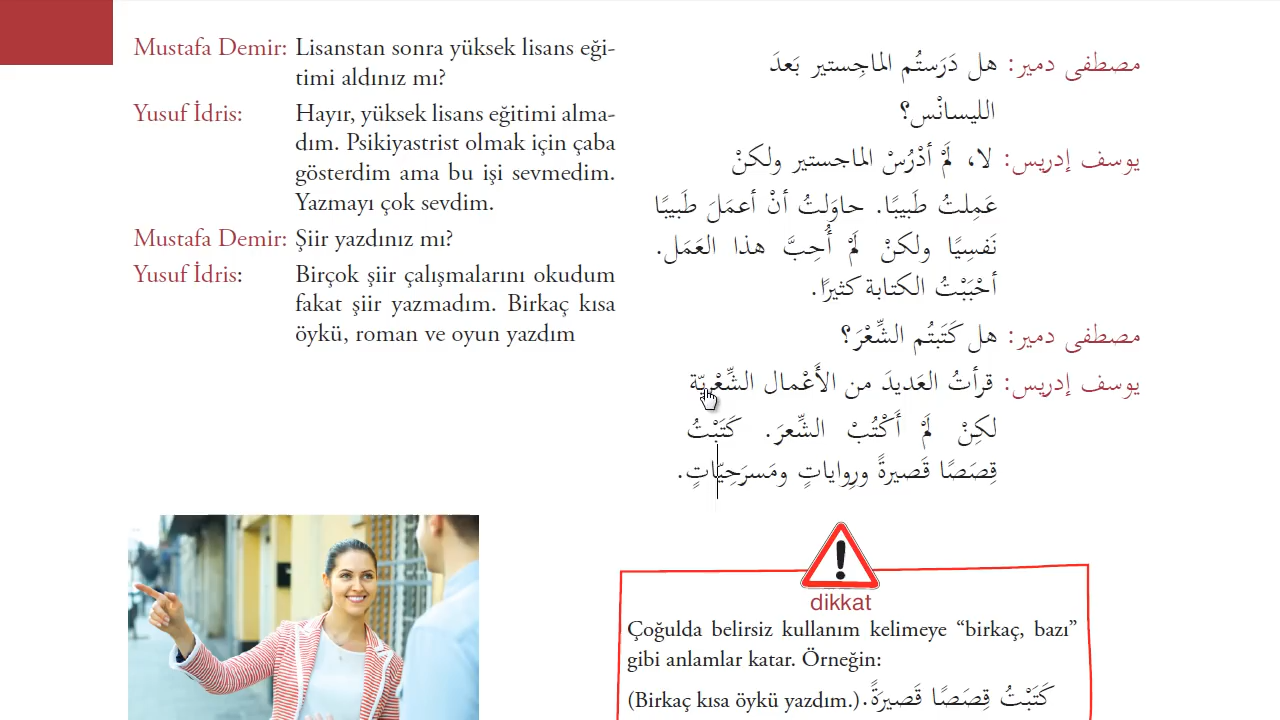 Mustafa Demir: Lisanstan sonra yüksek lisans eği-
timi aldınız mı?
Yusuf İdris: Hayır, yüksek lisans eğitimi alma-
dım. Psikiyastrist olmak için çaba
gösterdim ama bu işi sevmedim.
Yazmayı çok sevdim.
Mustafa Demir: Şiir yazdınız mı?
Yusuf İdris: Birçok şiir çalışmalarını okudum
fakat şiir yazmadım. Birkaç kısa
öykü, roman ve oyun yazdım
مصطفى دمير: هل دَرَستُم الماجِستير بَعدَ
الليسانْس؟
يوسف إدريس: لا، لَمْ أدْرُسْ الماجستير ولكنْ
عَمِلتُ طَبيبًا. حاوَلتُ أنْ أعمَلَ طَبيبًا
نَفسِيًا ولكنْ لَمْ أُحِبَّ هذا العَمَل.
أحْبَبْتُ الكتابة كثيرًا.
مصطفى دمير: هل كَتَبتُم الشِّعْرَ؟
يوسف إدريس: قرأتُ العَديدَ من الأَعْمال الشِّعْريّة
لكِنْ لَمْ أَكْتُبْ الشِّعرَ. كَتَبْتُ
قِصَصًا قَصيرةً ورِواياتٍ ومَسرَحِيّاتٍ.
dikkat
Çoğulda belirsiz kullanım kelimeye “birkaç, bazı”
gibi anlamlar katar. Örneğin:
(Birkaç kısa öykü yazdım.) كَتَبْتُ قِصَصًا قَصيرةً.